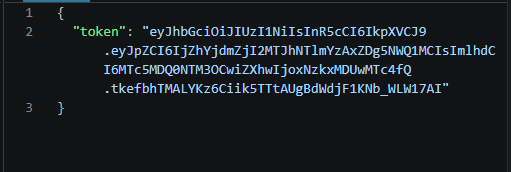 1 {
2 "token": "eyJhbGciOiJIUzI1NiIsInR5cCI6IkpXVCJ9
.eyJpZCI6IjZhYjdmZjI2MTJhNTlmYzAxZDg5NWQ1MCIsImlhdC
I6MTc5MDQ0NTM3OCwiZXhwIjoxNzkxMDUwMTc4fQ
.tkefbhTMALYKz6Ciik5TTtAUgBdWdjF1KNb_WLW17AI"
3 }